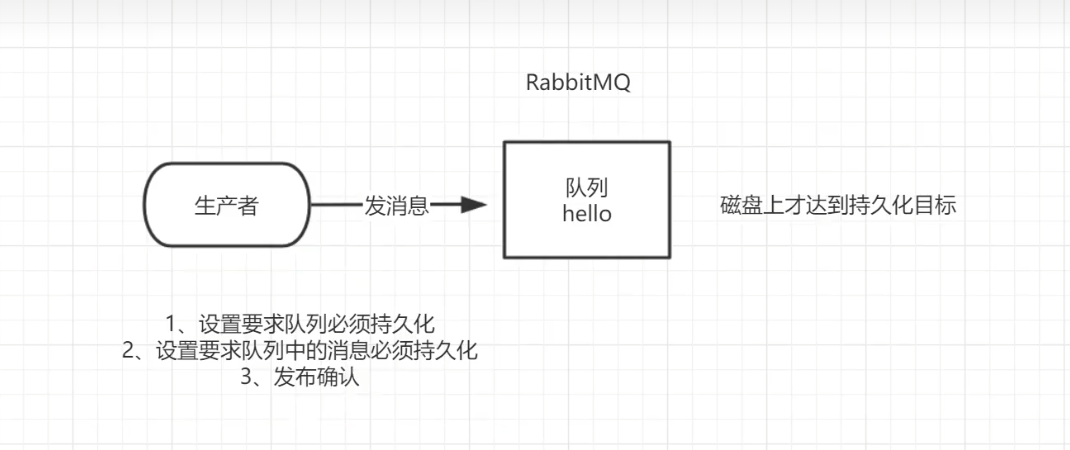 RabbitMQ
生产者
发消息
队列
hello
磁盘上才达到持久化目标
1、设置要求队列必须持久化
2、设置要求队列中的消息必须持久化
3、发布确认